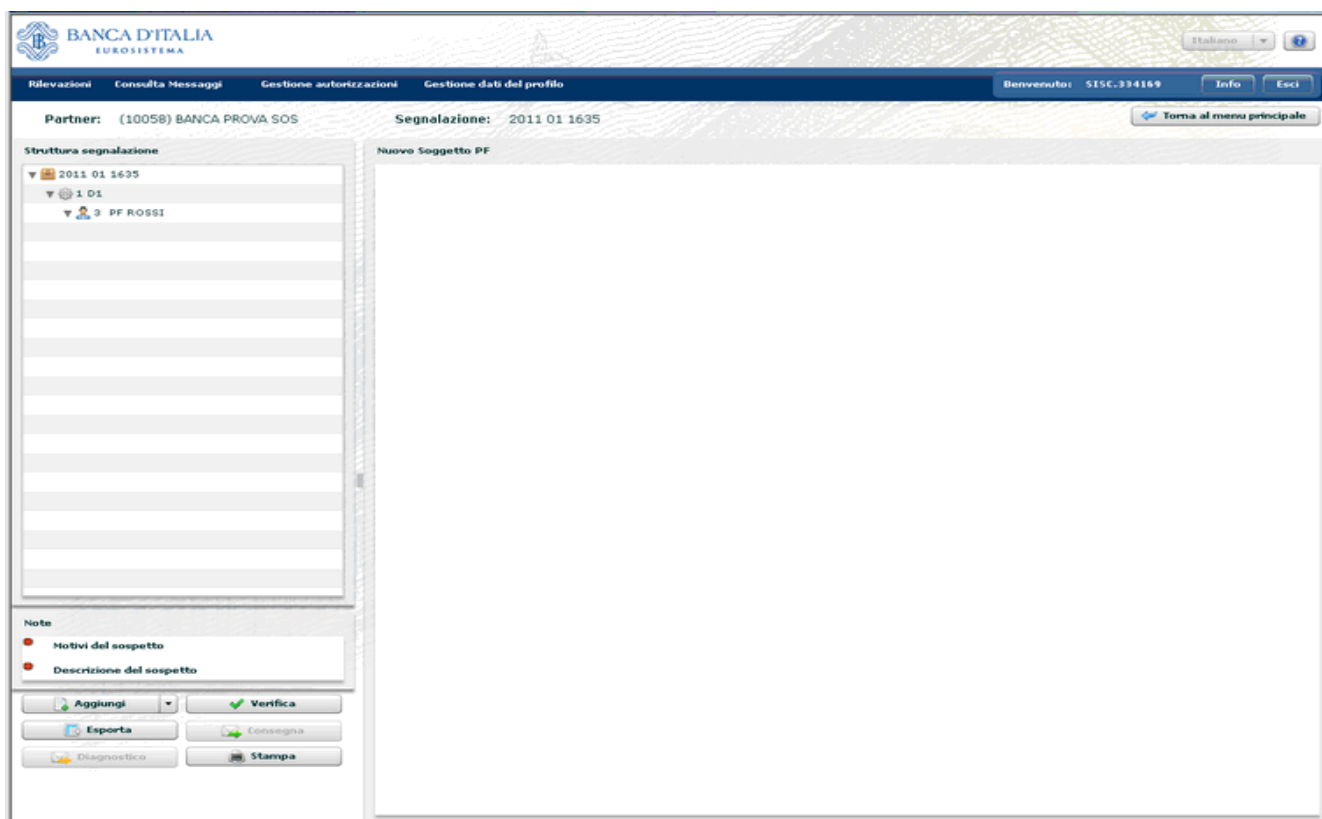 BANCA D'ITALIA
EUROSISTEMA
Italiano
Rilevazioni Consulta Messaggi Gestione autorizzazioni Gestione dati del profilo Benvenuto: SISC.334169 Info Esci
Partner: (10058) BANCA PROVA SOS Segnalazione: 2011 01 1635 Torna al menu principale
Struttura segnalazione Nuovo Soggetto PF
2011 01 1635
1 D1
3 PF ROSSI
Note
Motivi del sospetto
Descrizione del sospetto
Aggiungi Verifica
Esporta Consegna
Diagnostico Stampa